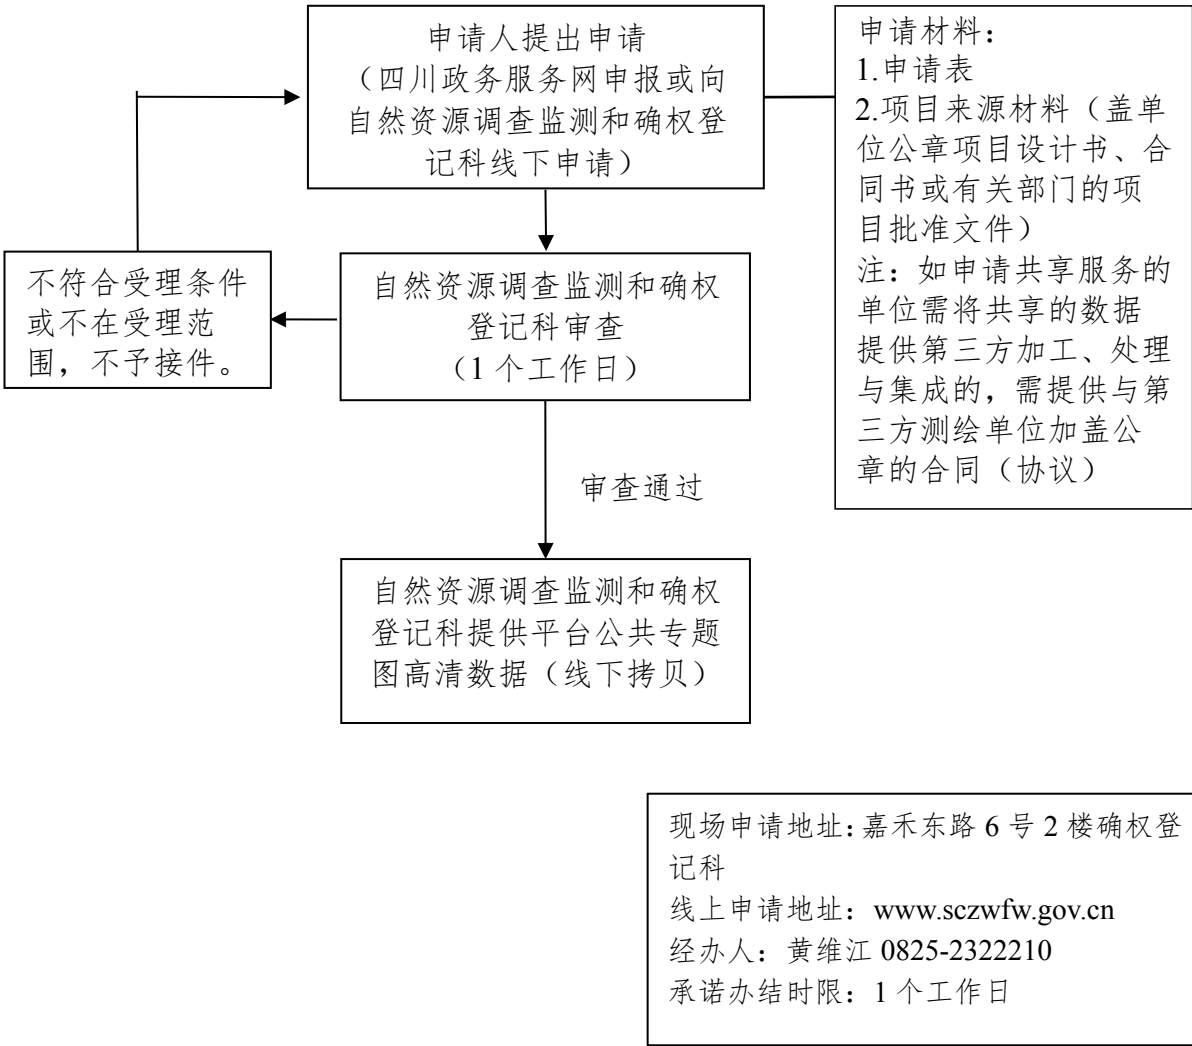 申请人提出申请
（四川政务服务网申报或向
自然资源调查监测和确权登
记科线下申请）
申请材料：
1.申请表
2.项目来源材料（盖单
位公章项目设计书、合
同书或有关部门的项
目批准文件）
注：如申请共享服务的
单位需将共享的数据
提供第三方加工、处理
与集成的，需提供与第
三方测绘单位加盖公
章的合同（协议）
不符合受理条件
或不在受理范
围，不予接件。
自然资源调查监测和确权
登记科审查
（1 个工作日）
审查通过
自然资源调查监测和确权
登记科提供平台公共专题
图高清数据（线下拷贝）
现场申请地址：嘉禾东路 6 号 2 楼确权登
记科
线上申请地址：www.sczwfw.gov.cn
经办人：黄维江 0825-2322210
承诺办结时限：1 个工作日